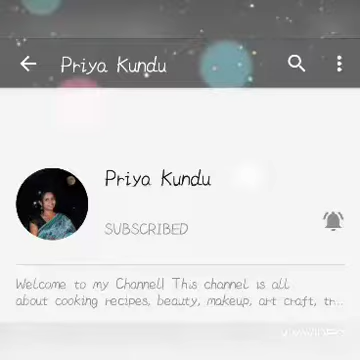 Priya Kundu
Priya Kundu
SUBSCRIBED
Welcome to my Channel! This channel is all
about cooking recipes, beauty, makeup, art craft, tr...